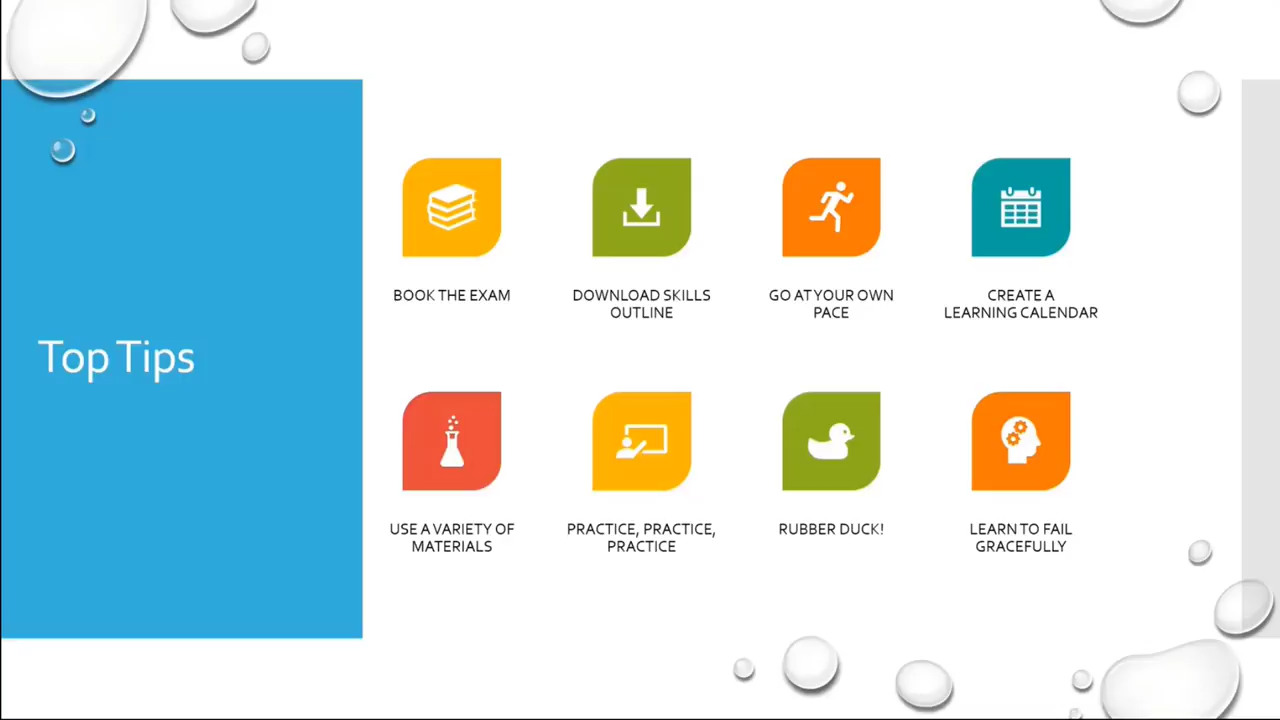 Top Tips
BOOK THE EXAM
DOWNLOAD SKILLS
OUTLINE
GO AT YOUR OWN
PACE
CREATE A
LEARNING CALENDAR
USE A VARIETY OF
MATERIALS
PRACTICE, PRACTICE,
PRACTICE
RUBBER DUCK!
LEARN TO FAIL
GRACEFULLY